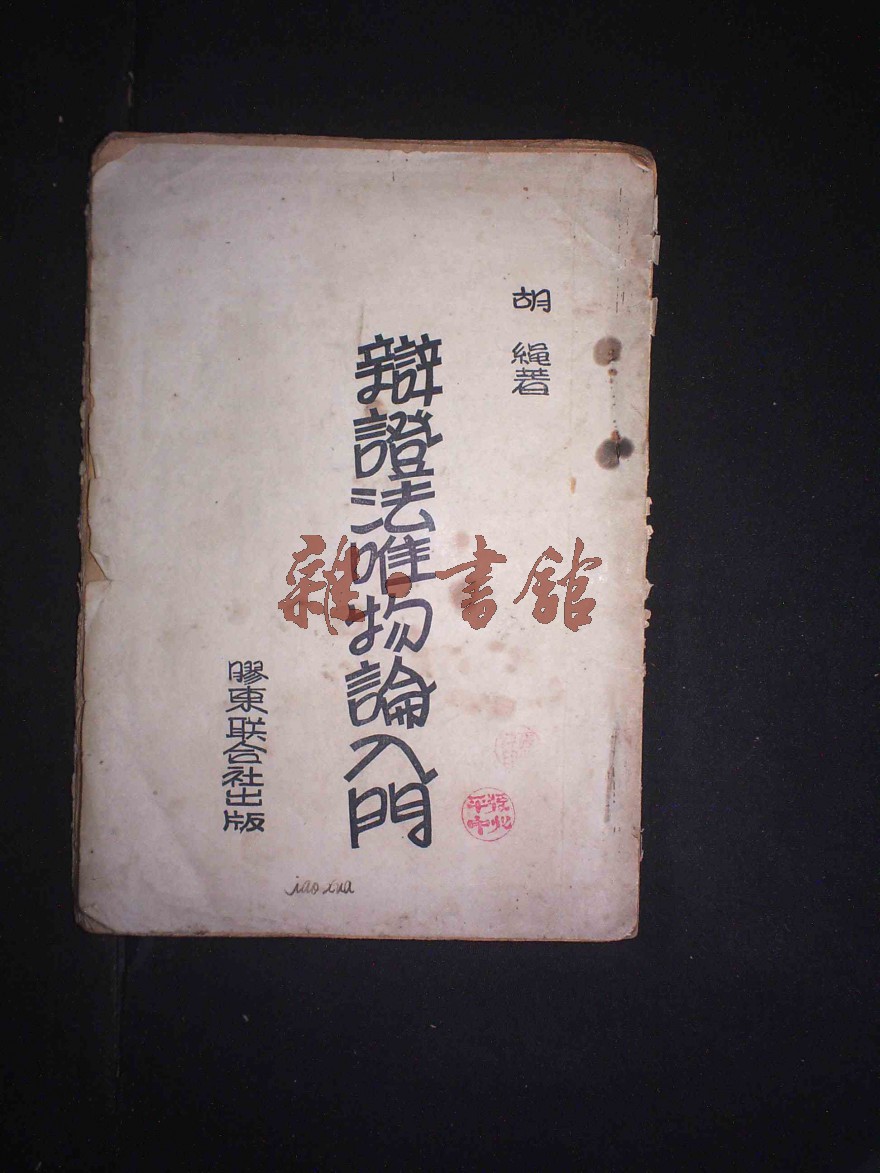 胡繩著
辯證法唯物論入門
膠東联合社出版
雜·書館